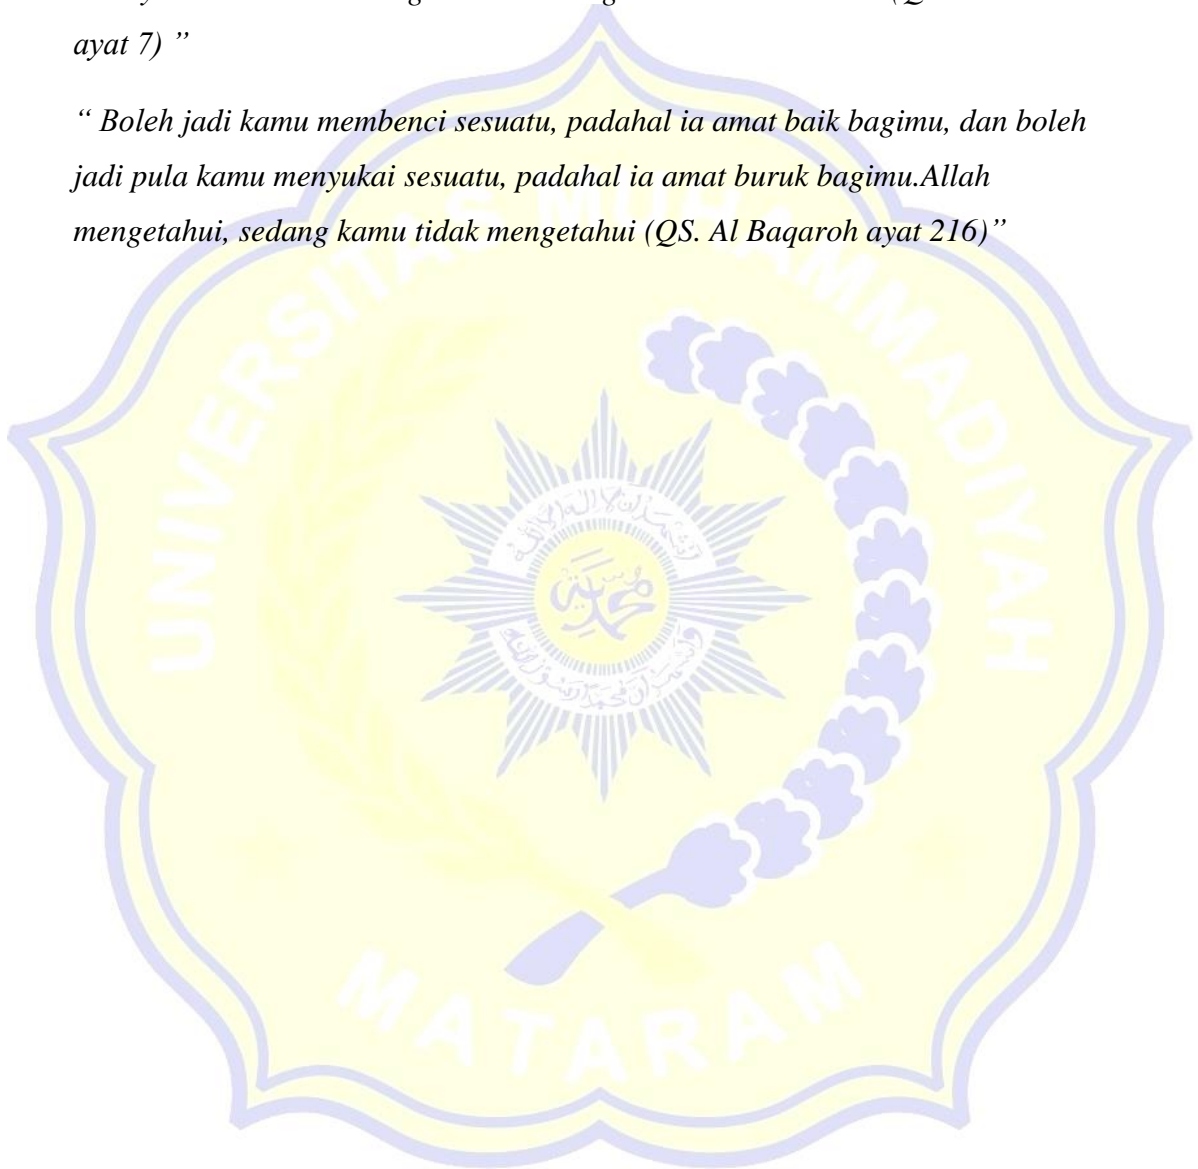 ayat 7) ”
“ Boleh jadi kamu membenci sesuatu, padahal ia amat baik bagimu, dan boleh
jadi pula kamu menyukai sesuatu, padahal ia amat buruk bagimu.Allah
mengetahui, sedang kamu tidak mengetahui (QS. Al Baqaroh ayat 216)”
UNIVERSITAS MUHAMMADIYAH
MATARAM